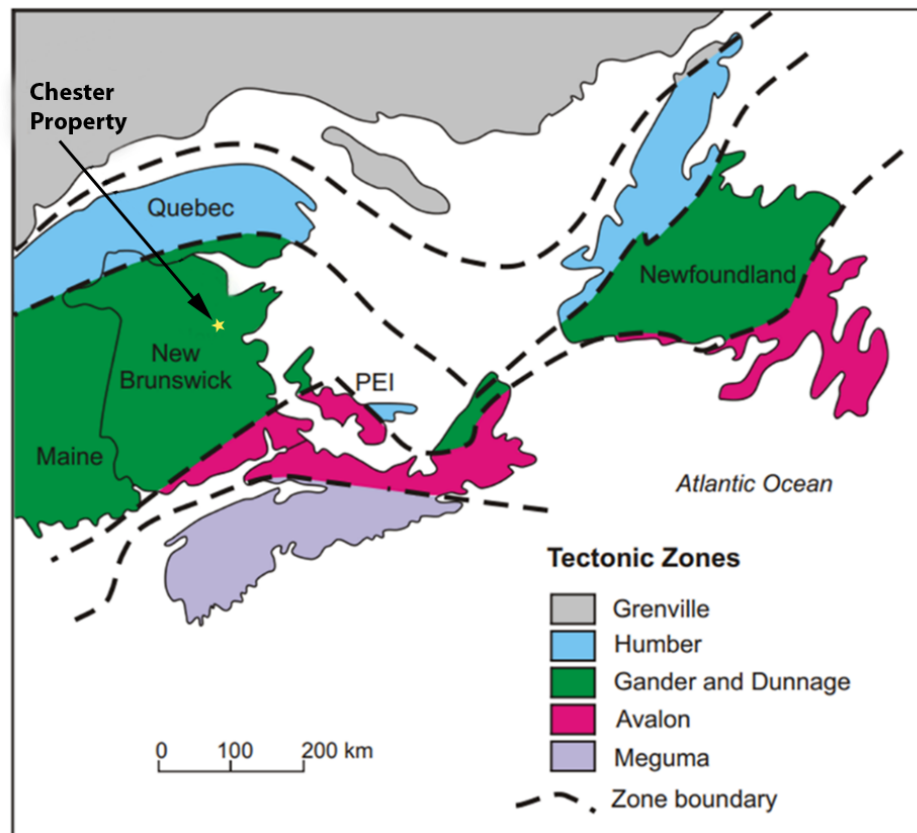 Chester
Property
Quebec
Newfoundland
New
Brunswick
PEI
Maine
Atlantic Ocean
Tectonic Zones
Grenville
Humber
Gander and Dunnage
Avalon
Meguma
0 100 200 km
Zone boundary